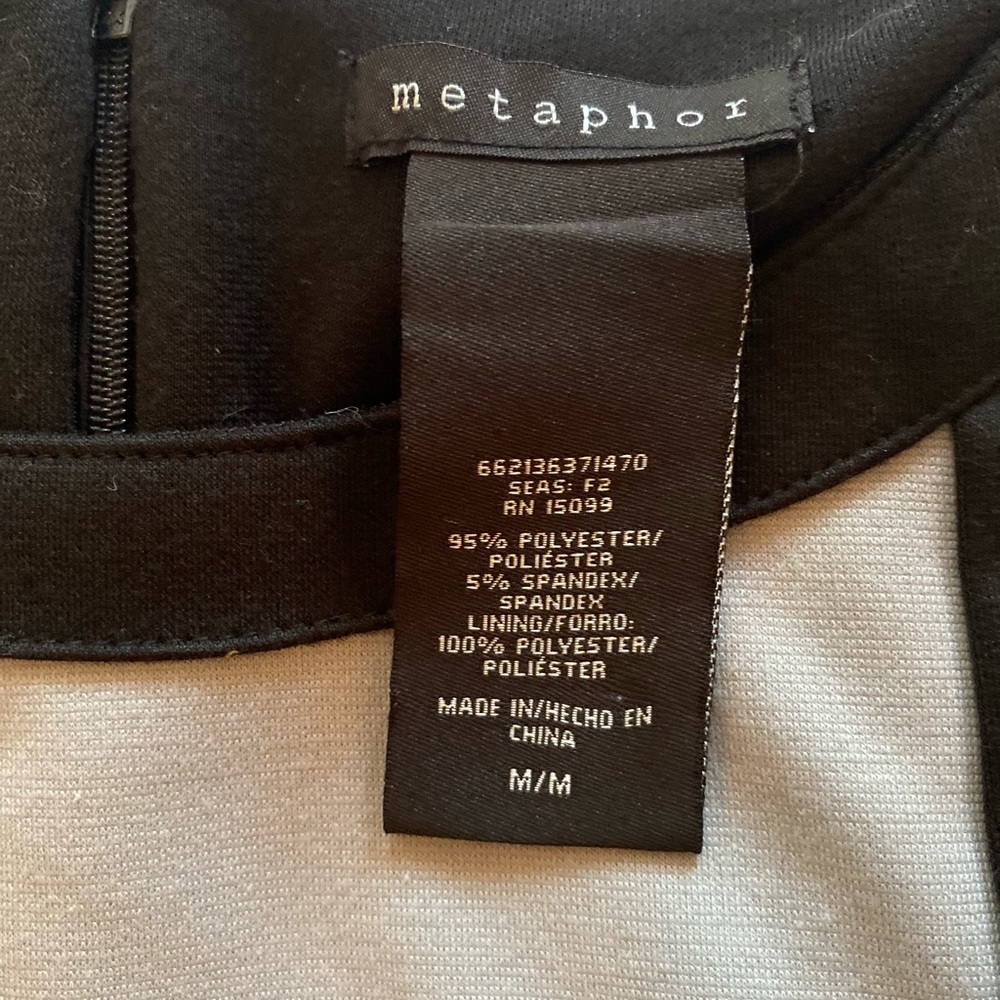 metaphor
662136371470
SEAS: F2
RN 15099
95% POLYESTER/
POLIÉSTER
5% SPANDEX/
SPANDEX
LINING/FORRO:
100% POLYESTER/
POLIÉSTER
MADE IN/HECHO EN
CHINA
M/M